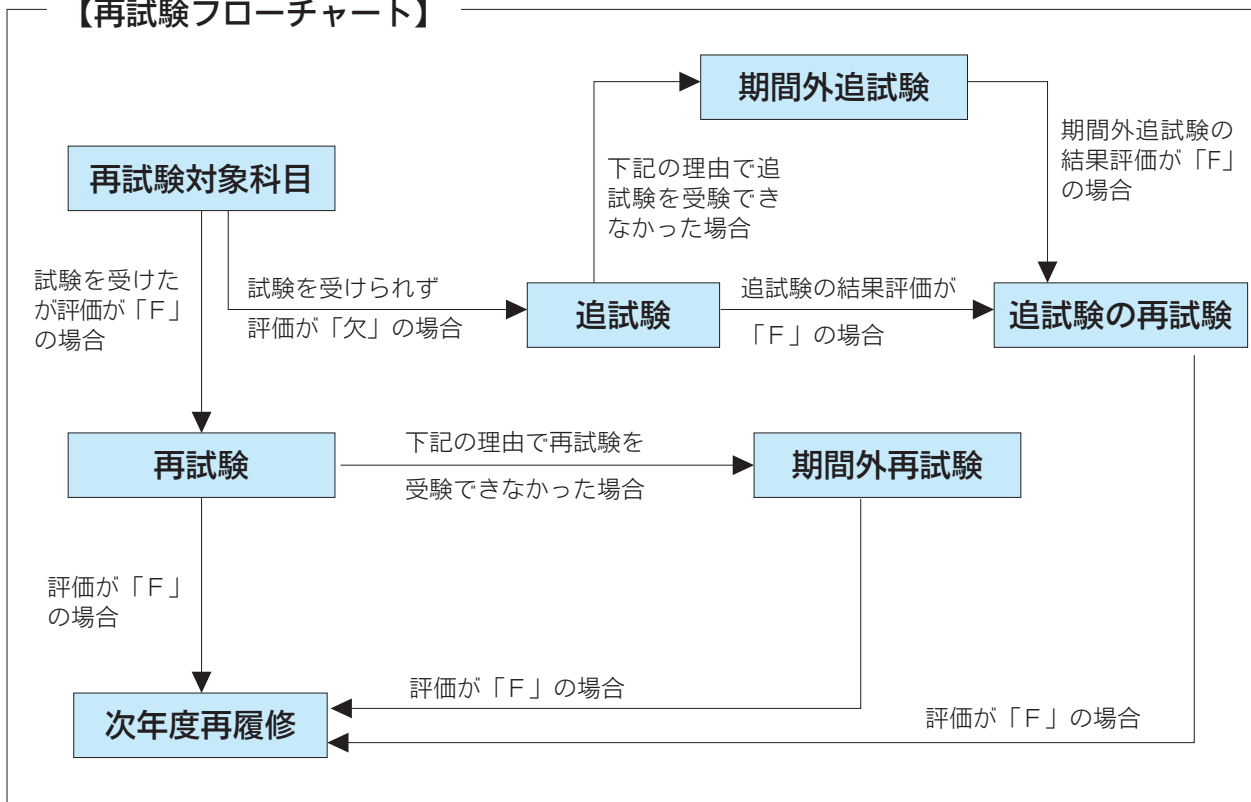 【再試験フローチャート】
期間外追試験
再試験対象科目
下記の理由で追
試験を受験でき
なかった場合
期間外追試験の
結果評価が「F」
の場合
試験を受けた
が評価が「F」
の場合
試験を受けられず
評価が「欠」の場合
追試験
追試験の結果評価が
「F」の場合
追試験の再試験
再試験
下記の理由で再試験を
受験できなかった場合
期間外再試験
評価が「F」
の場合
次年度再履修
評価が「F」の場合
評価が「F」の場合